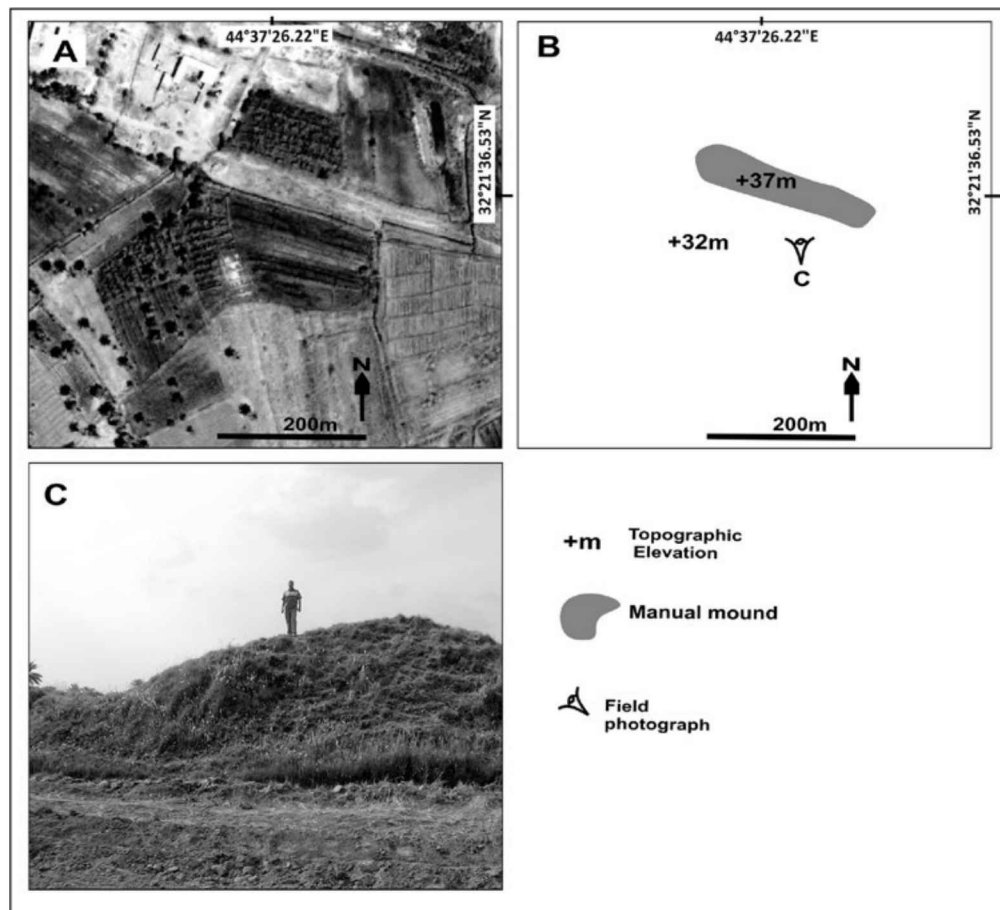 A
44°37'26.22"E
32°21'36.53"N
N
200m
B
44°37'26.22"E
32°21'36.53"N
+37m
+32m
C
N
200m
C
+m Topographic
Elevation
Manual mound
Field
photograph